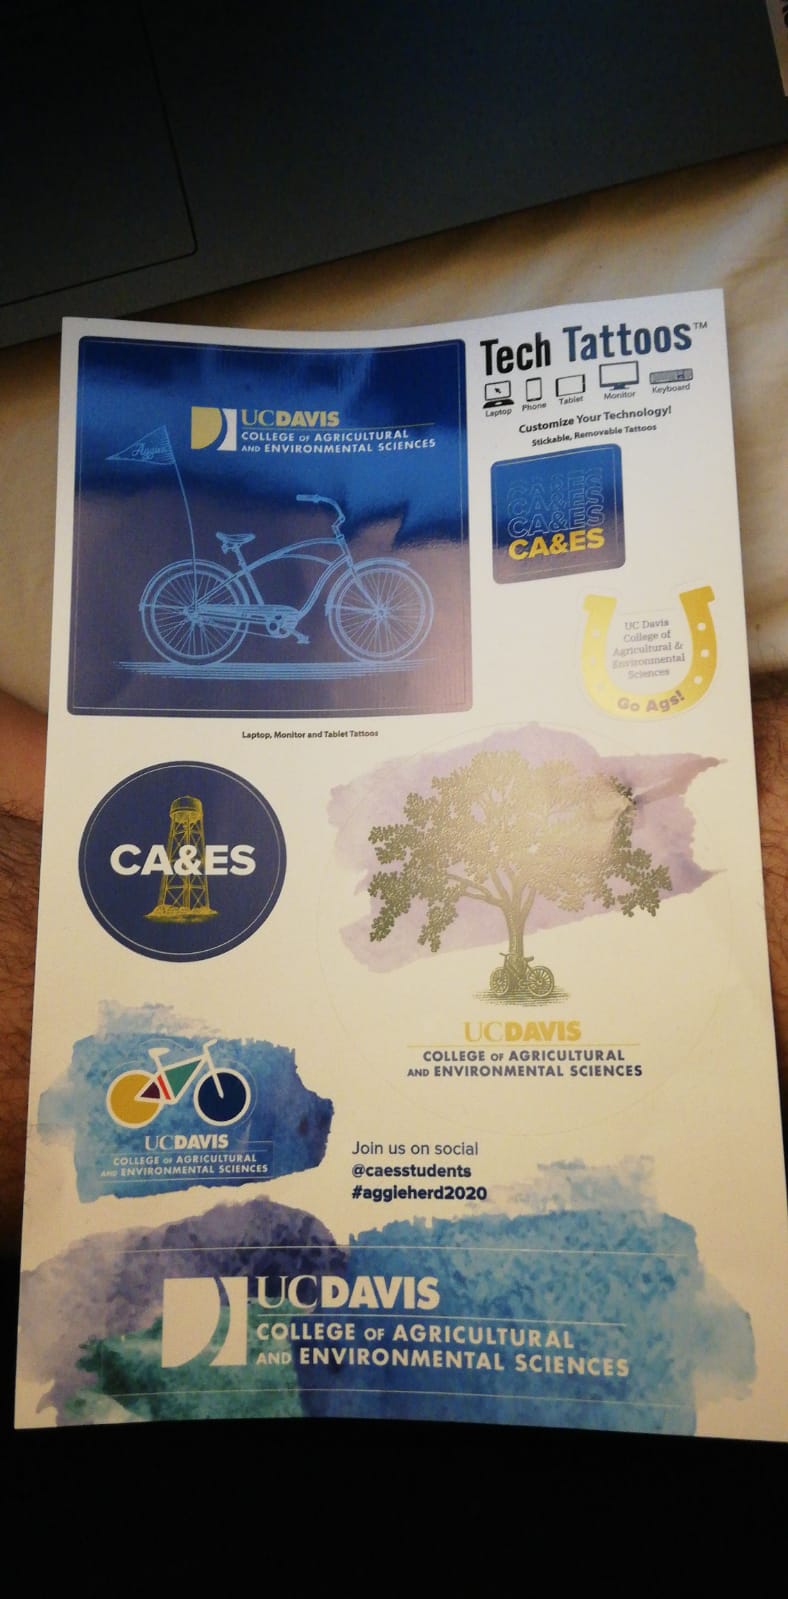 Tech Tattoos™
Laptop
Phone
Tablet
Monitor
Keyboard
Customize Your Technology!
Stickable, Removable Tattoos
UCDAVIS
COLLEGE OF AGRICULTURAL
AND ENVIRONMENTAL SCIENCES
Aggies
Laptop, Monitor and Tablet Tattoos
CA&ES
CA&ES
CA&ES
CA&ES
UC Davis
College of
Agricultural &
Environmental
Sciences
Go Ags!
CA&ES
UCDAVIS
COLLEGE OF AGRICULTURAL
AND ENVIRONMENTAL SCIENCES
UCDAVIS
COLLEGE OF AGRICULTURAL
AND ENVIRONMENTAL SCIENCES
Join us on social
@caesstudents
#aggieherd2020
UCDAVIS
COLLEGE OF AGRICULTURAL
AND ENVIRONMENTAL SCIENCES